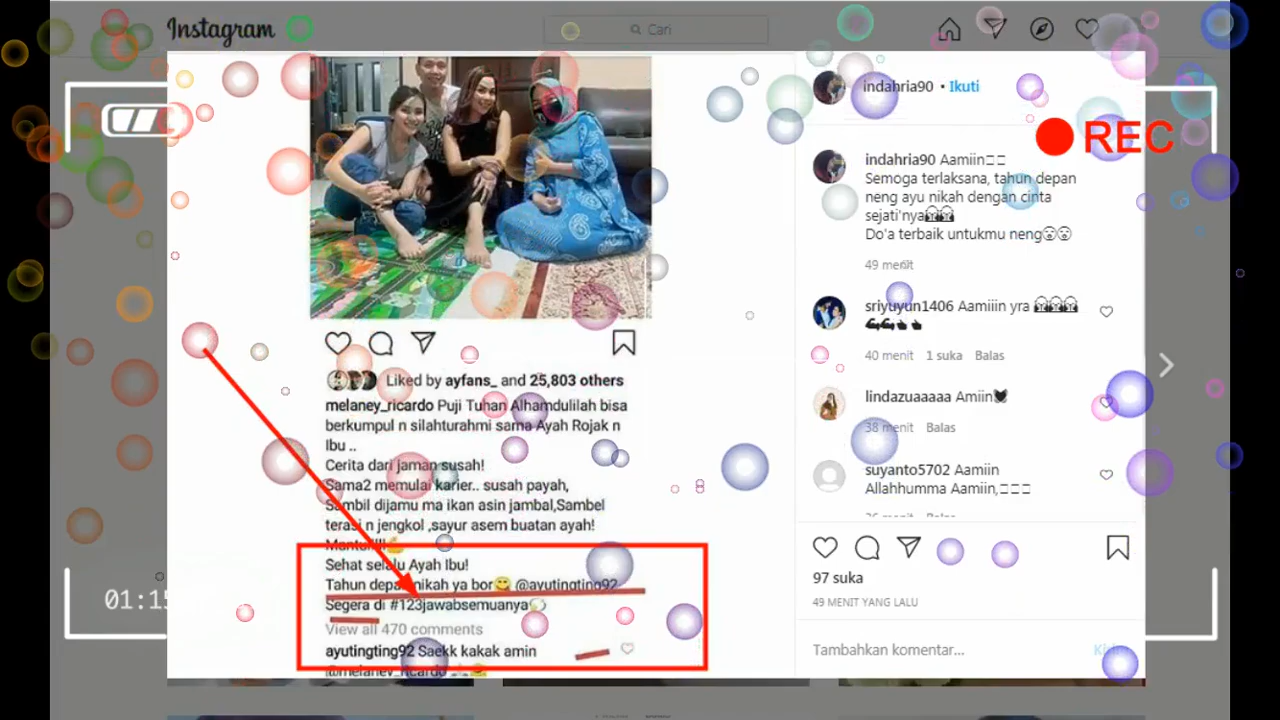 Instagram
Cari
REC
indahria90 • Ikuti
indahria90 Aamiin
Semoga terlaksana, tahun depan
neng ayu nikah dengan cinta
sejati'nya
Do'a terbaik untukmu neng
49 menit
sriyuyun1406 Aamiiin yra
40 menit 1 suka Balas
lindazuaaaaa Amiin
38 menit Balas
suyanto5702 Aamiin
Allahhumma Aamiin,
97 suka
49 MENIT YANG LALU
Tambahkan komentar...
Liked by ayfans_ and 25,803 others
melaney_ricardo Puji Tuhan Alhamdulilah bisa
berkumpul n silahturahmi sama Ayah Rojak n
Ibu ..
Cerita dari jaman susah!
Sama2 memulai karier.. susah payah,
Sambil dijamu ma ikan asin jambal,Sambel
terasi n jengkol ,sayur asem buatan ayah!
Sehat selalu Ayah Ibu!
Tahun depan nikah ya bor😋 @ayutingting92
Segera di #123jawabsemuanya
View all 470 comments
ayutingting92 Saekk kakak amin
@melaney_ricardo
01:15